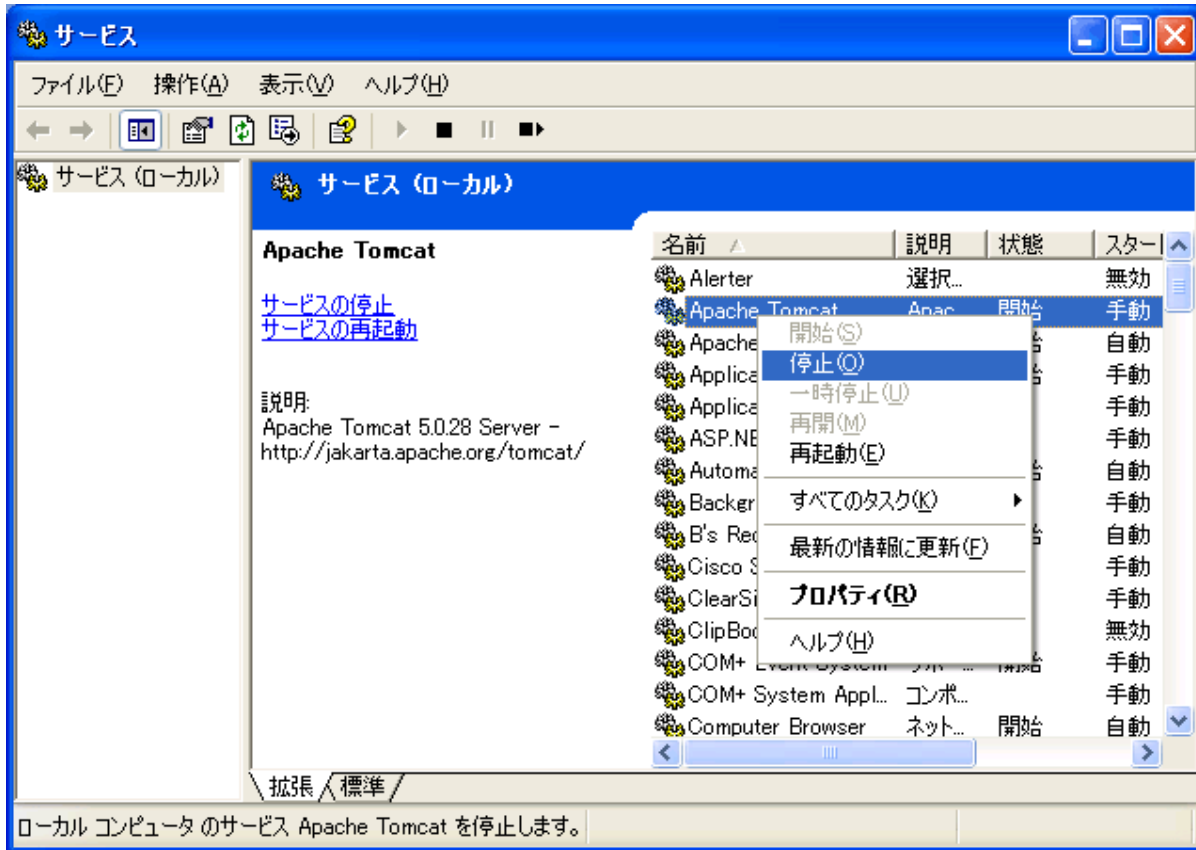 サービス
ファイル(F) 操作(A) 表示(V) ヘルプ(H)
サービス (ローカル)
サービス (ローカル)
Apache Tomcat
サービスの停止
サービスの再起動
説明:
Apache Tomcat 5.0.28 Server -
http://jakarta.apache.org/tomcat/
名前 説明 状態
Alerter 選択... 無効
Apache Tomcat Apac 開始 手動
Apache 自動
Applica 手動
Applica 手動
ASP.NE 手動
Automa 自動
Backgr 手動
B's Rec 自動
Cisco S 手動
ClearSi 手動
ClipBoo 無効
COM+ Event System サポ... 開始 手動
COM+ System Appl... コンポ... 手動
Computer Browser ネット... 開始 自動
開始(S)
停止(O)
一時停止(U)
再開(M)
再起動(E)
すべてのタスク(K)
最新の情報に更新(F)
プロパティ(R)
ヘルプ(H)
拡張 標準
ローカル コンピュータ のサービス Apache Tomcat を停止します。